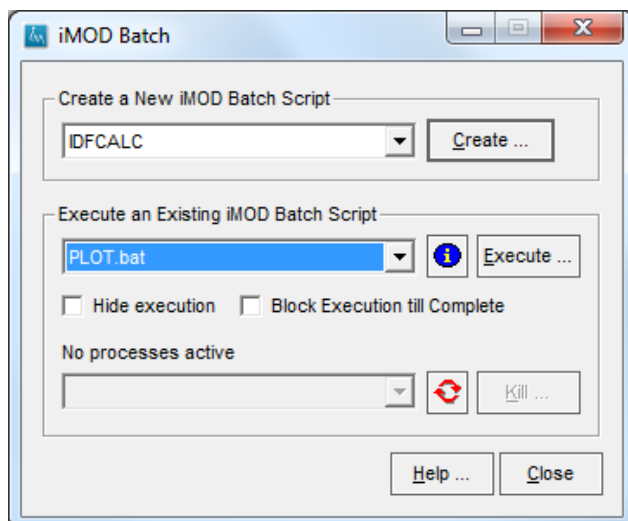 iMOD Batch
Create a New iMOD Batch Script
IDFCALC
Create ...
Execute an Existing iMOD Batch Script
PLOT.bat
Execute ...
Hide execution
Block Execution till Complete
No processes active
Kill ...
Help ...
Close